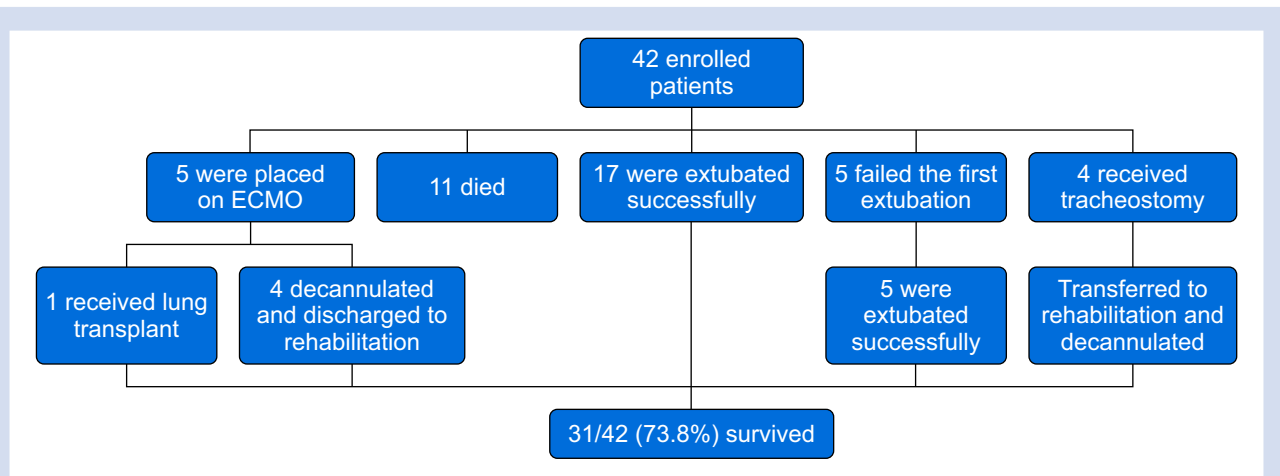 42 enrolled
patients
5 were placed
on ECMO
11 died
17 were extubated
successfully
5 failed the first
extubation
4 received
tracheostomy
1 received lung
transplant
4 decannulated
and discharged to
rehabilitation
5 were
extubated
successfully
Transferred to
rehabilitation and
decannulated
31/42 (73.8%) survived